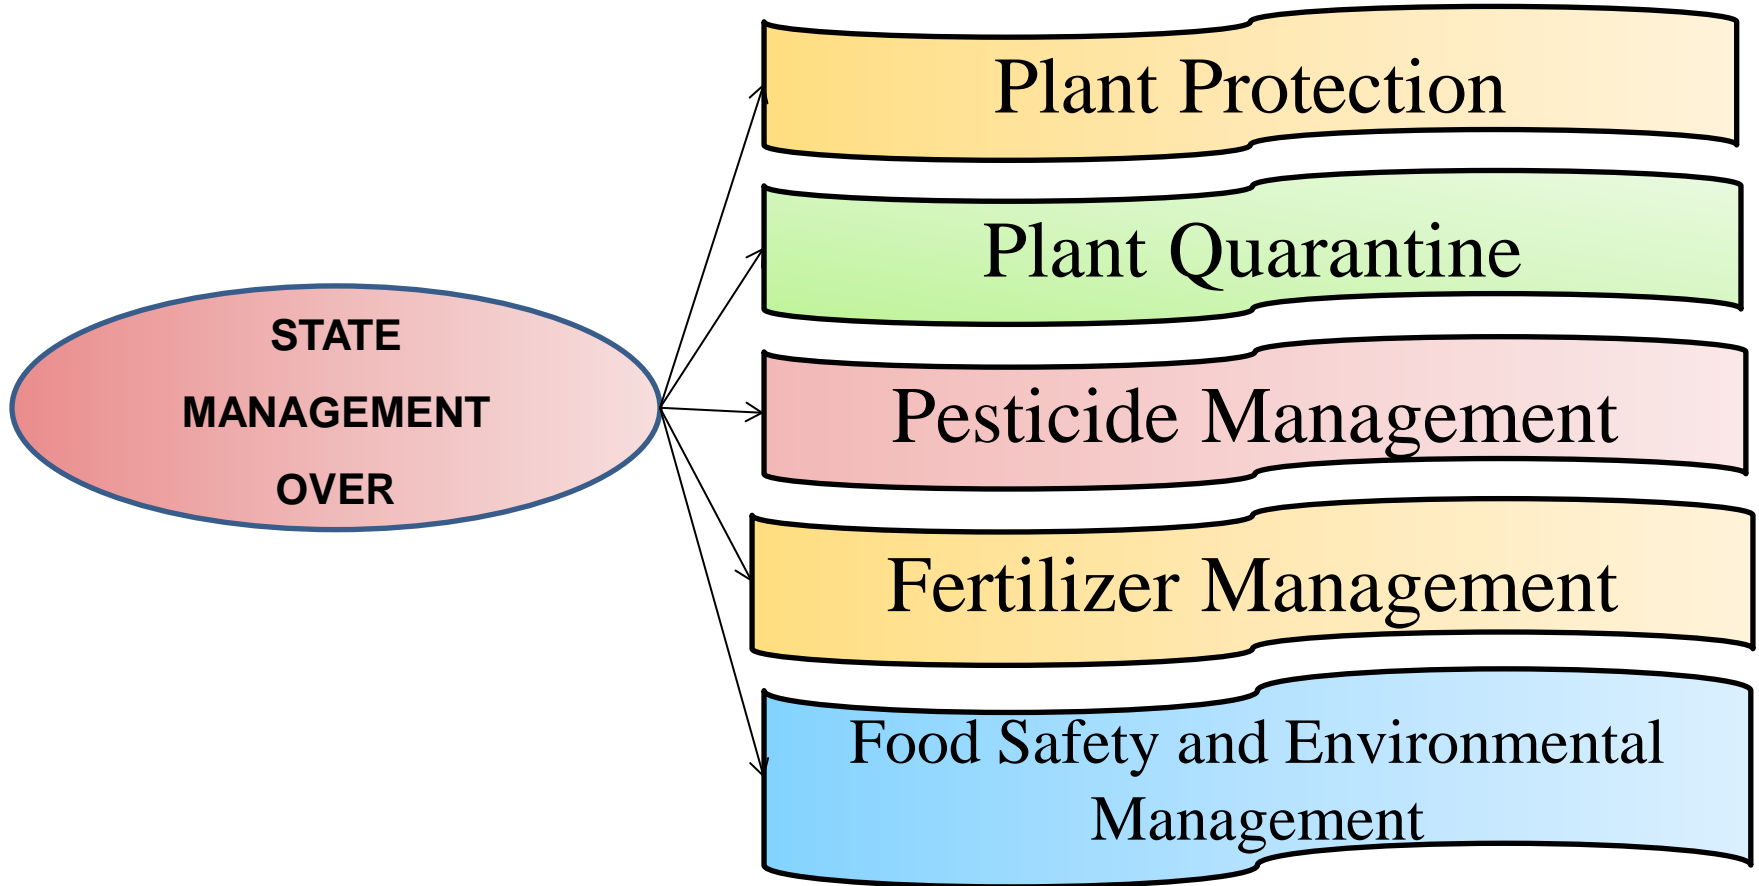 STATE
MANAGEMENT
OVER
Plant Protection
Plant Quarantine
Pesticide Management
Fertilizer Management
Food Safety and Environmental
Management